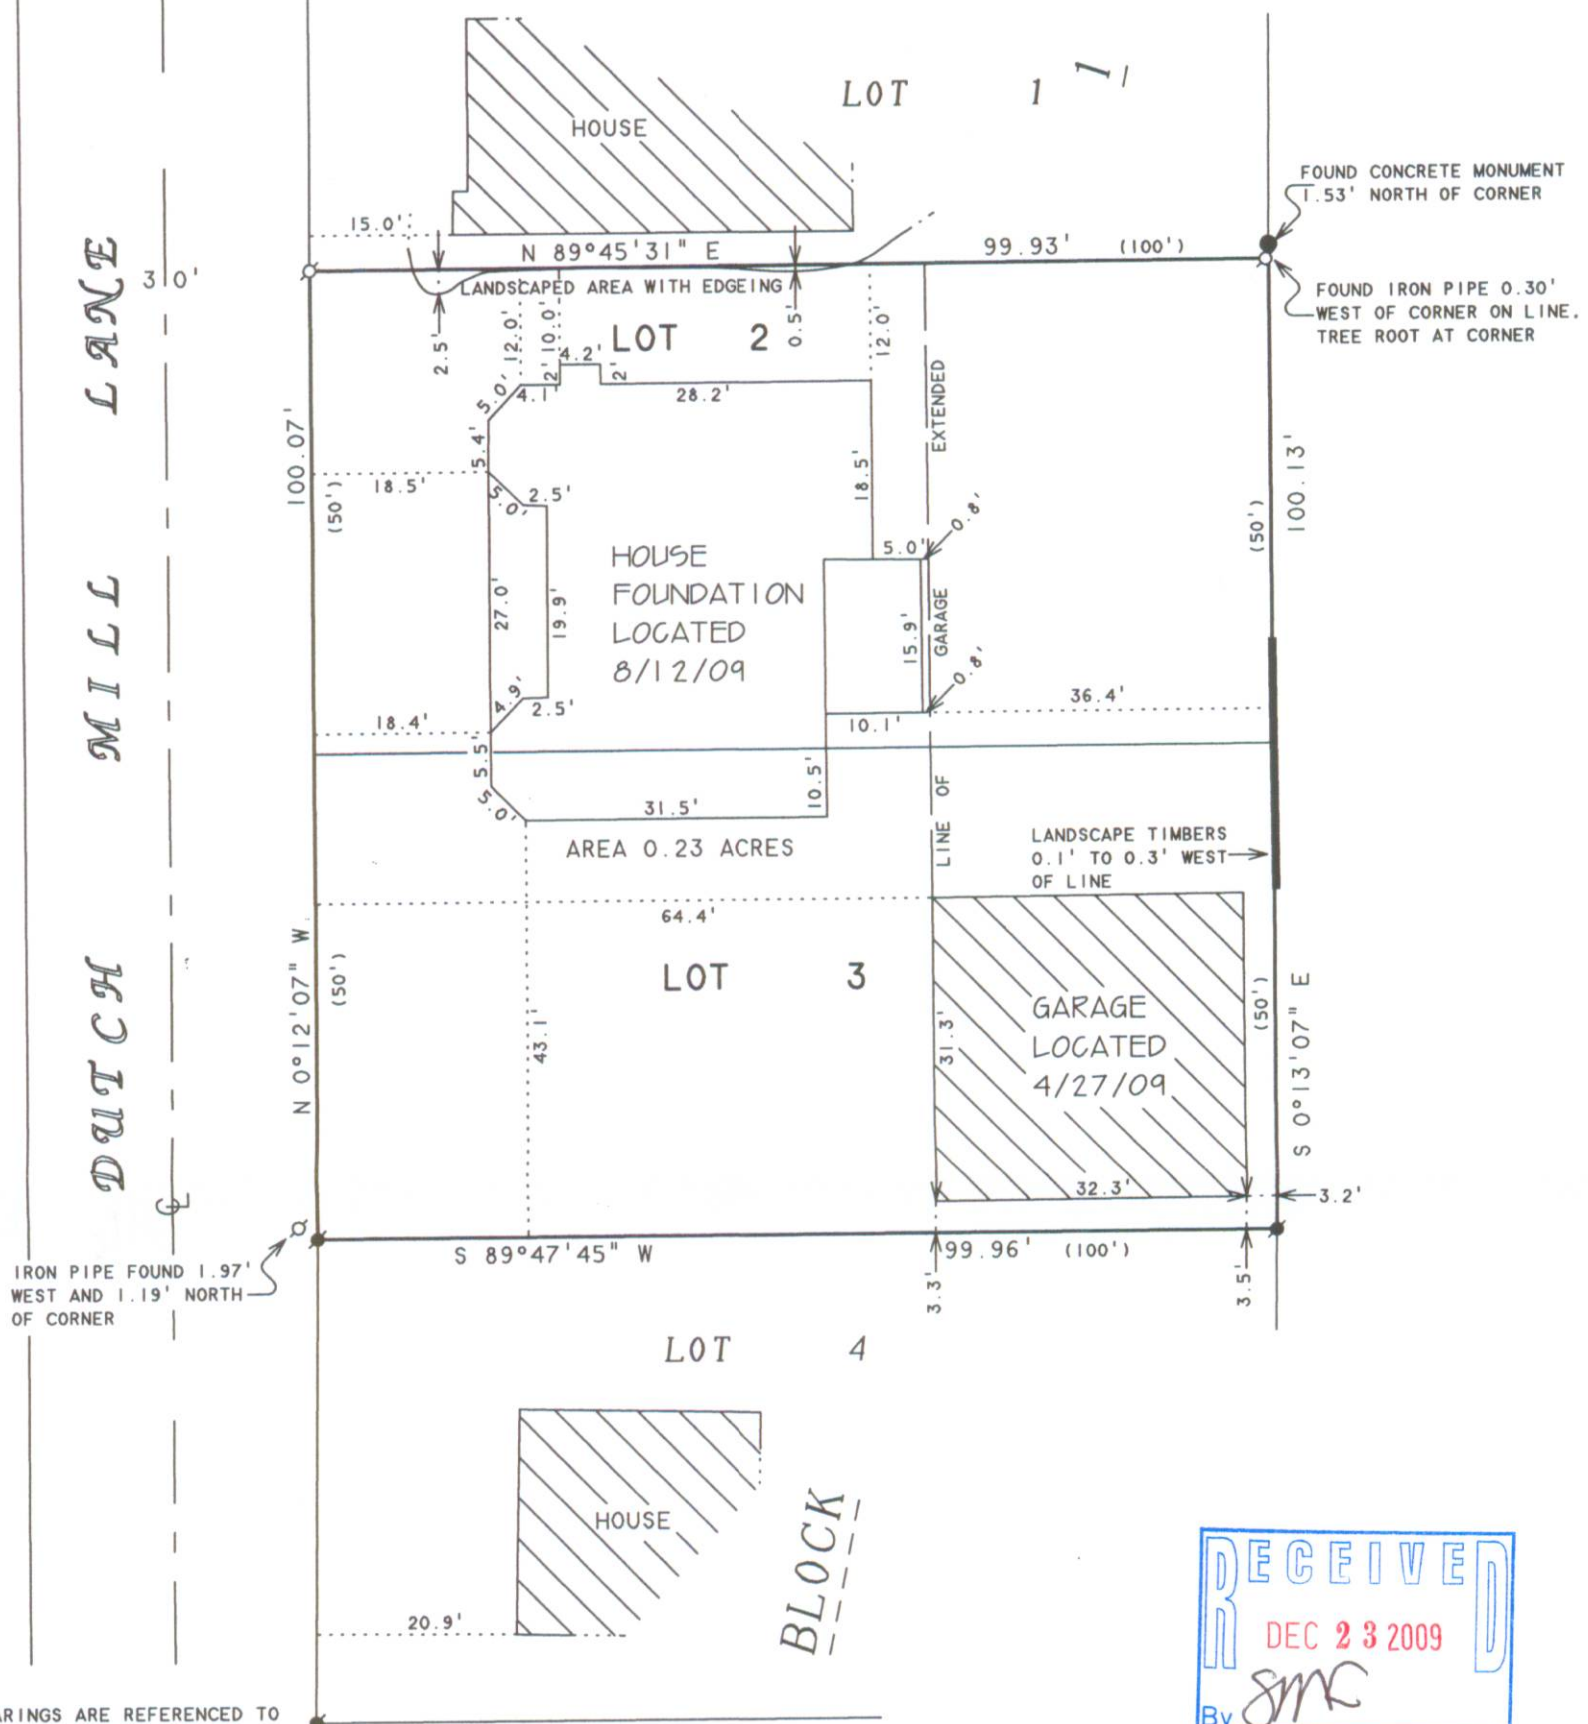 LOT 1
HOUSE
FOUND CONCRETE MONUMENT
1.53' NORTH OF CORNER
15.0'
N 89°45'31" E
99.93' (100')
30'
LANDSCAPED AREA WITH EDGEING
FOUND IRON PIPE 0.30'
WEST OF CORNER ON LINE.
TREE ROOT AT CORNER
2.5'
12.0'
10.0'
0.5'
12.0'
LOT 2
4.2'
2'
2'
5.0'
4.1'
28.2'
DUTCH MILL LANE
100.07'
(50')
5.4'
18.5'
5.0'
2.5'
18.5'
EXTENDED
(50')
100.13'
5.0'
0.8'
27.0'
19.9'
HOUSE
FOUNDATION
LOCATED
8/12/09
15.9'
GARAGE
0.8'
4.9'
2.5'
18.4'
10.1'
36.4'
5.5'
5.0'
31.5'
10.5'
LINE OF
AREA 0.23 ACRES
LANDSCAPE TIMBERS
0.1' TO 0.3' WEST
OF LINE
64.4'
LOT 3
N 0°12'07" W
(50')
43.1'
31.3'
GARAGE
LOCATED
4/27/09
(50')
S 0°13'07" E
32.3'
3.2'
S 89°47'45" W
99.96' (100')
3.3'
3.5'
IRON PIPE FOUND 1.97'
WEST AND 1.19' NORTH
OF CORNER
LOT 4
HOUSE
BLOCK 1
20.9'
RECEIVED
DEC 23 2009
By SMC
ARINGS ARE REFERENCED TO